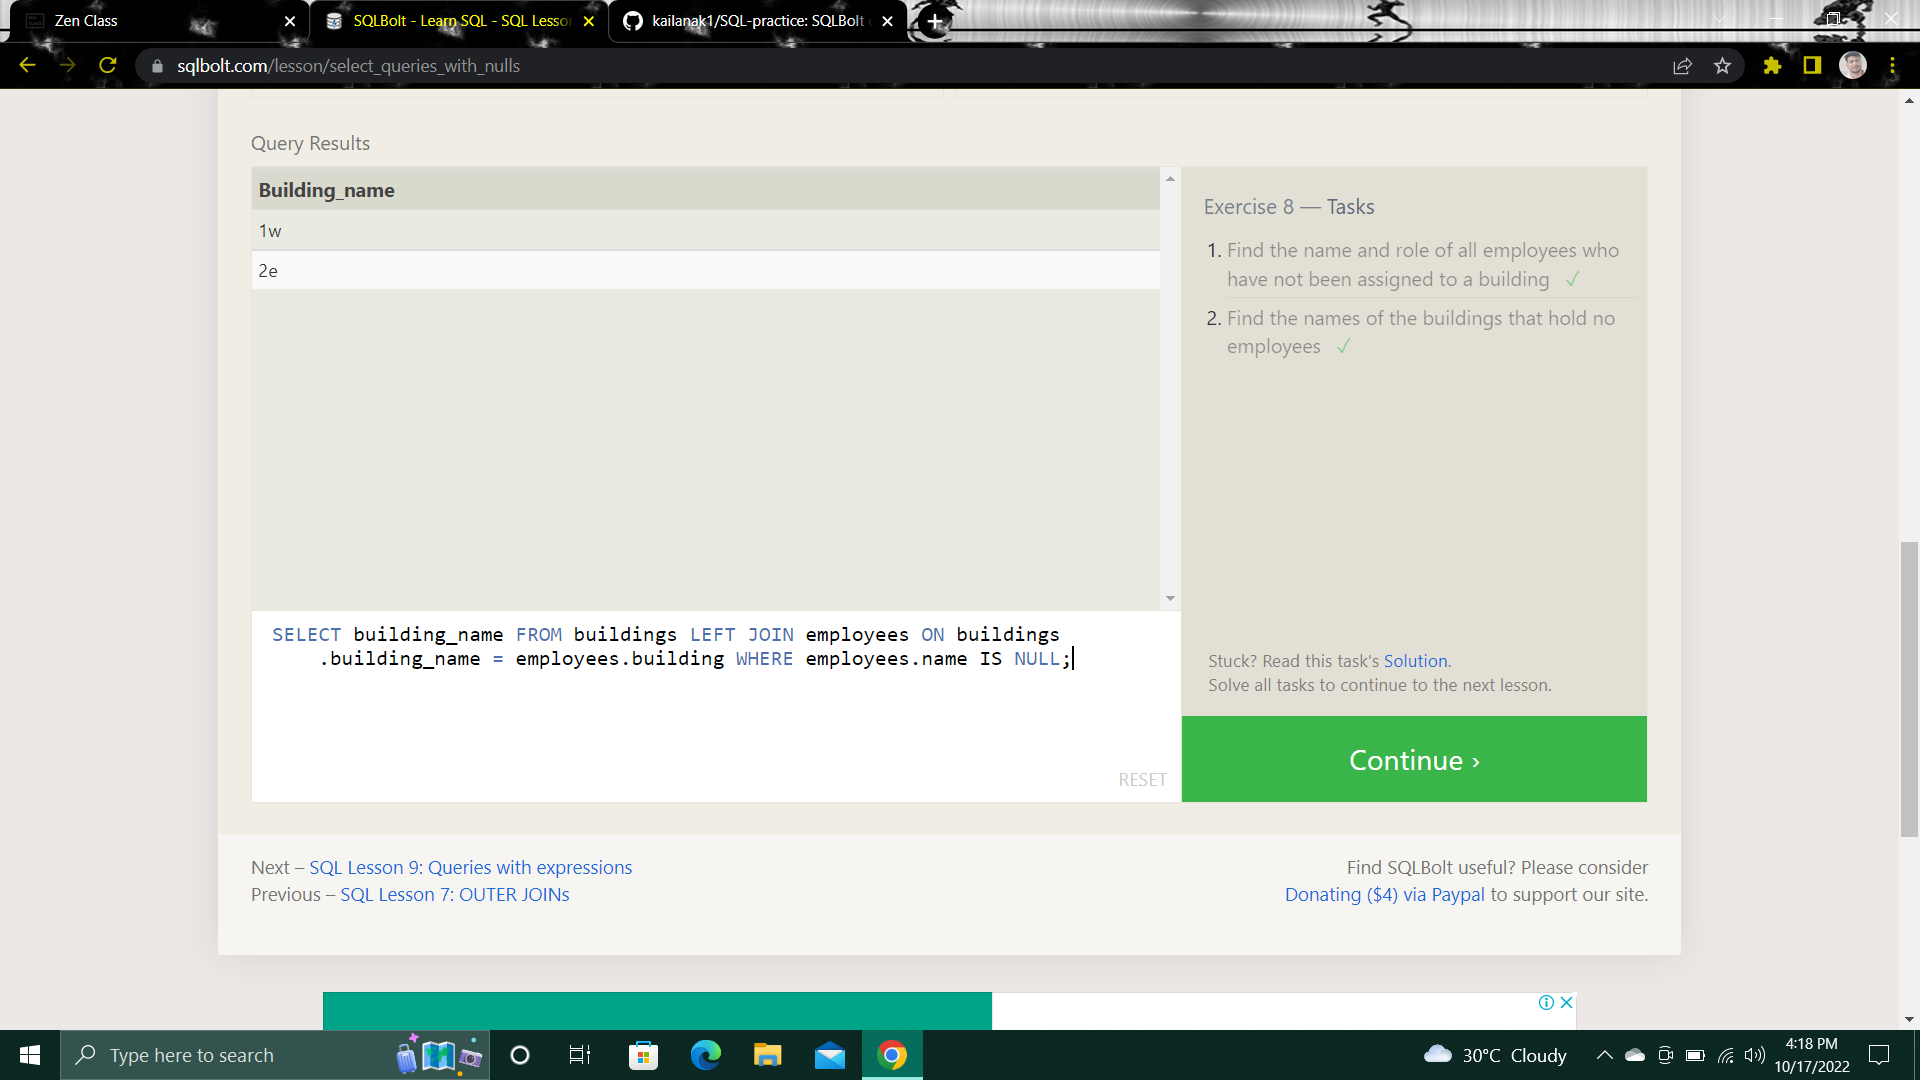 Zen Class
SQLBolt - Learn SQL - SQL Lesso
kailanak1/SQL-practice: SQLBolt
sqlbolt.com/lesson/select_queries_with_nulls
Query Results
Building_name
1w
2e
Exercise 8 — Tasks
1. Find the name and role of all employees who
have not been assigned to a building ✓
2. Find the names of the buildings that hold no
employees ✓
SELECT building_name FROM buildings LEFT JOIN employees ON buildings
.building_name = employees.building WHERE employees.name IS NULL;
RESET
Stuck? Read this task's Solution.
Solve all tasks to continue to the next lesson.
Continue ›
Next – SQL Lesson 9: Queries with expressions
Previous – SQL Lesson 7: OUTER JOINs
Find SQLBolt useful? Please consider
Donating ($4) via Paypal to support our site.
Type here to search
30°C Cloudy
4:18 PM
10/17/2022